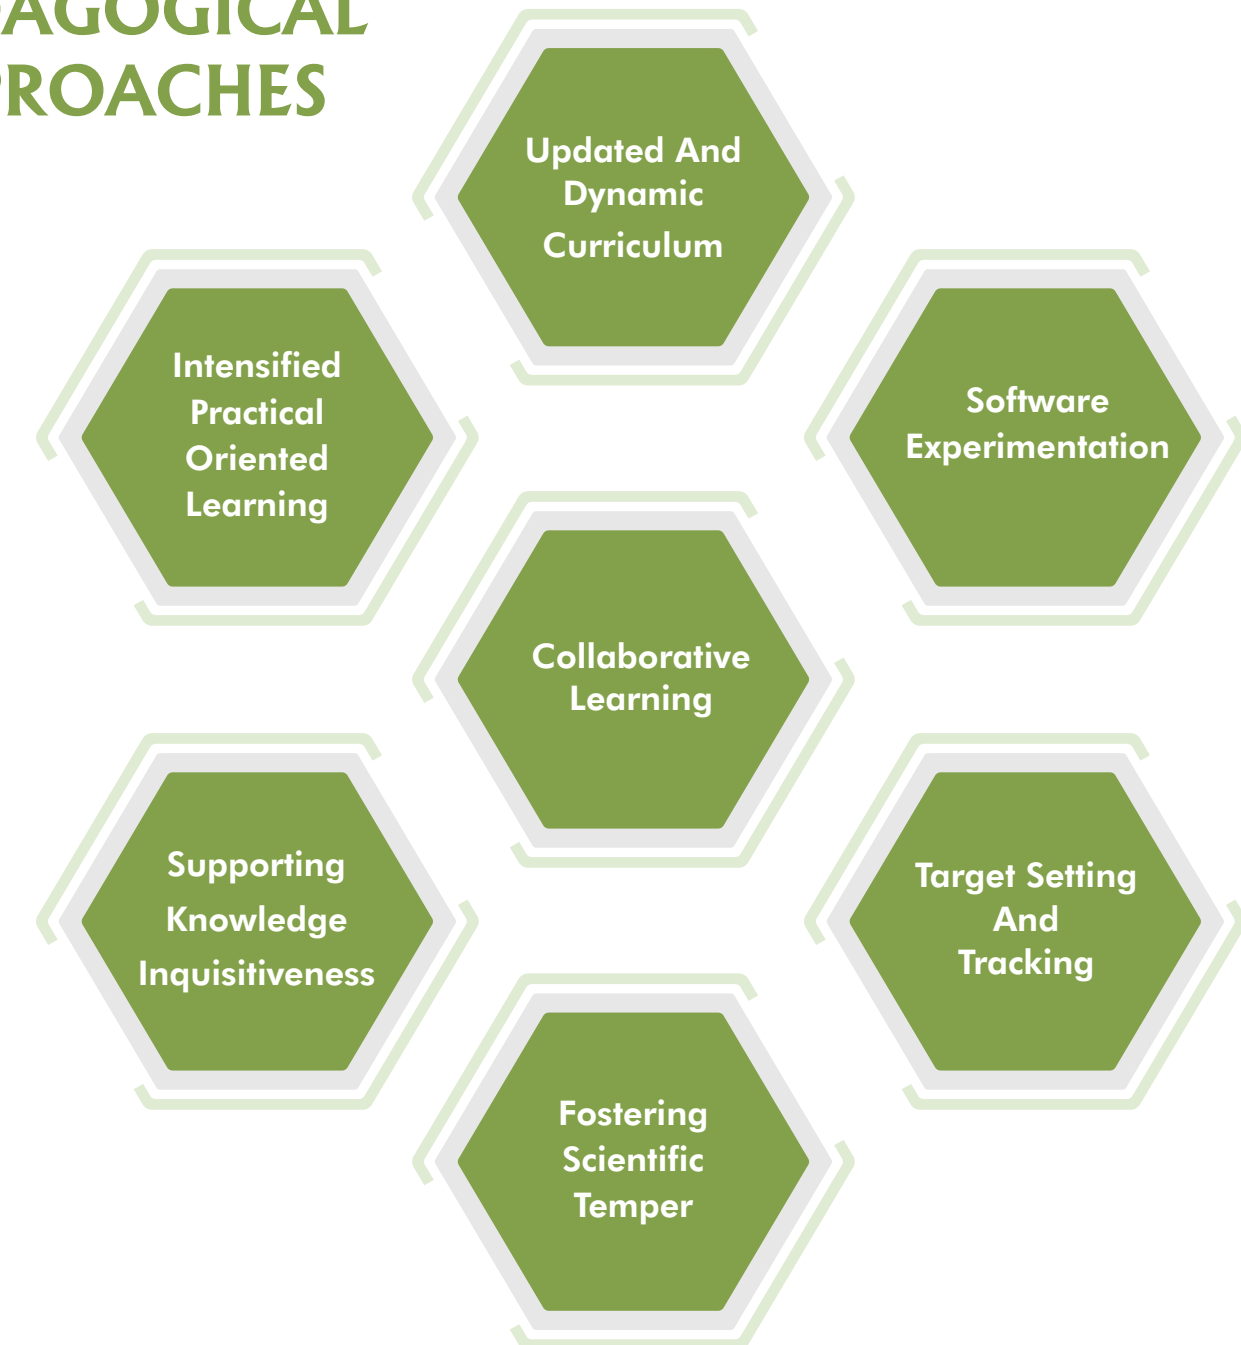 AGOGICAL
ROACHES
Updated And
Dynamic
Curriculum
Intensified
Practical
Oriented
Learning
Software
Experimentation
Collaborative
Learning
Supporting
Knowledge
Inquisitiveness
Target Setting
And
Tracking
Fostering
Scientific
Temper